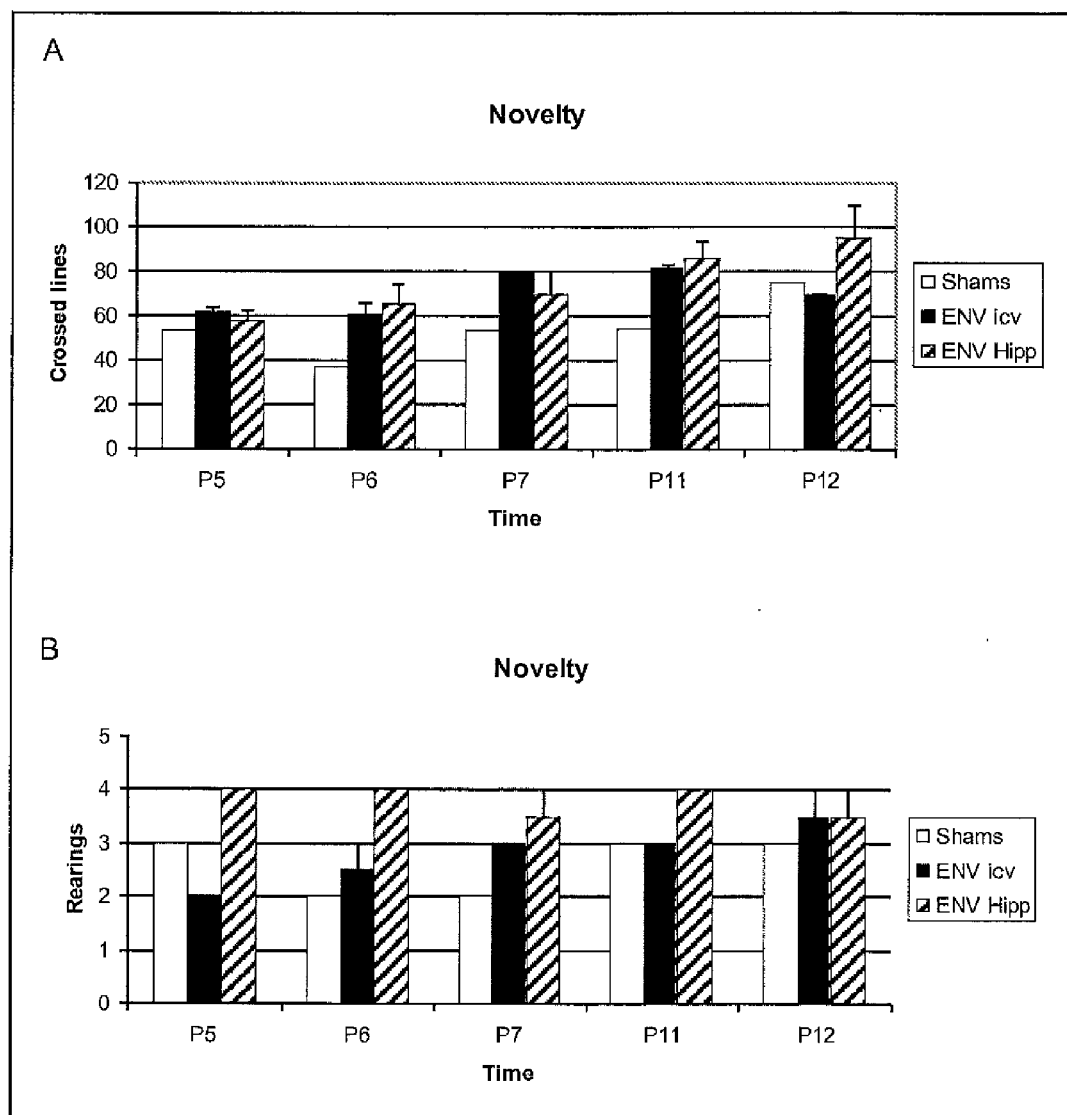 A
Novelty
120
100
80
60
40
20
0
Crossed lines
P5 P6 P7 P11 P12
Time
Shams
ENV icv
ENV Hipp
B
Novelty
5
4
3
2
1
0
Rearings
P5 P6 P7 P11 P12
Time
Shams
ENV icv
ENV Hipp